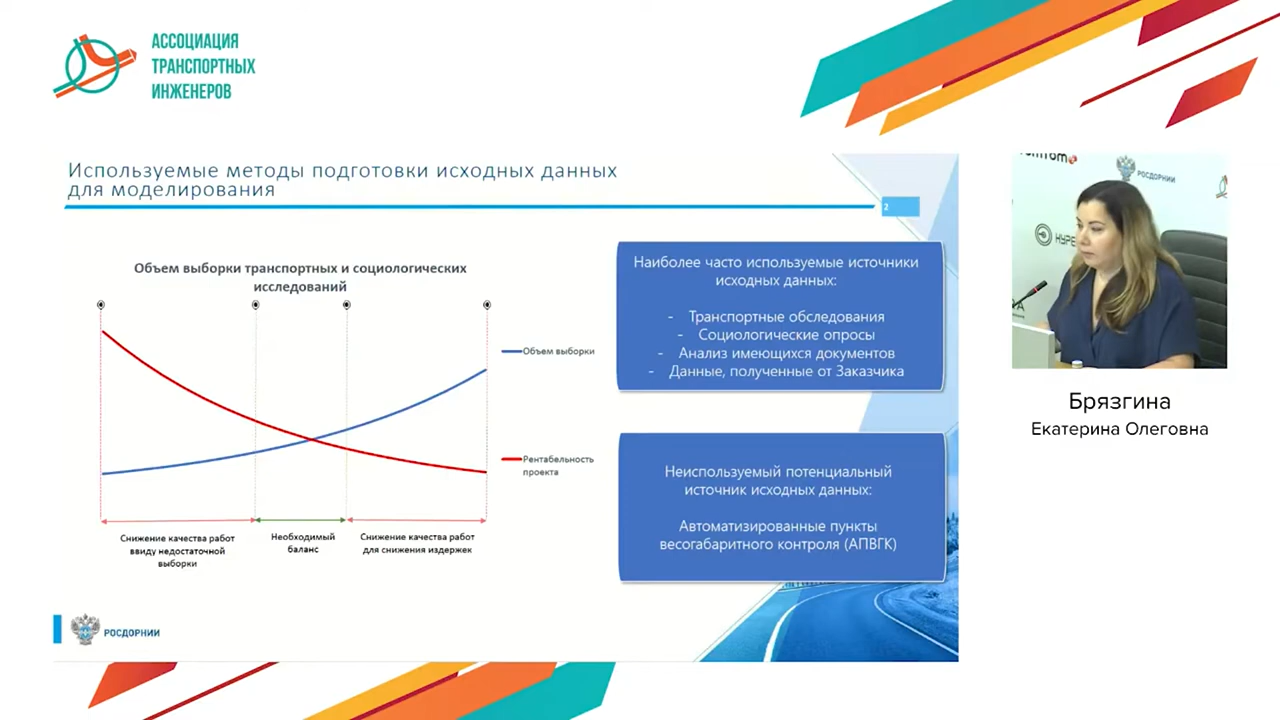 АССОЦИАЦИЯ
ТРАНСПОРТНЫХ
ИНЖЕНЕРОВ
Используемые методы подготовки исходных данных
для моделирования
2
Объем выборки транспортных и социологических
исследований
Объем выборки
Рентабельность
проекта
Снижение качества работ
ввиду недостаточной
выборки
Необходимый
баланс
Снижение качества работ
для снижения издержек
Наиболее часто используемые источники
исходных данных:
- Транспортные обследования
- Социологические опросы
- Анализ имеющихся документов
- Данные, полученные от Заказчика
Неиспользуемый потенциальный
источник исходных данных:
Автоматизированные пункты
весогабаритного контроля (АПВГК)
РОСДОРНИИ
РОСДОРНИИ
Брязгина
Екатерина Олеговна